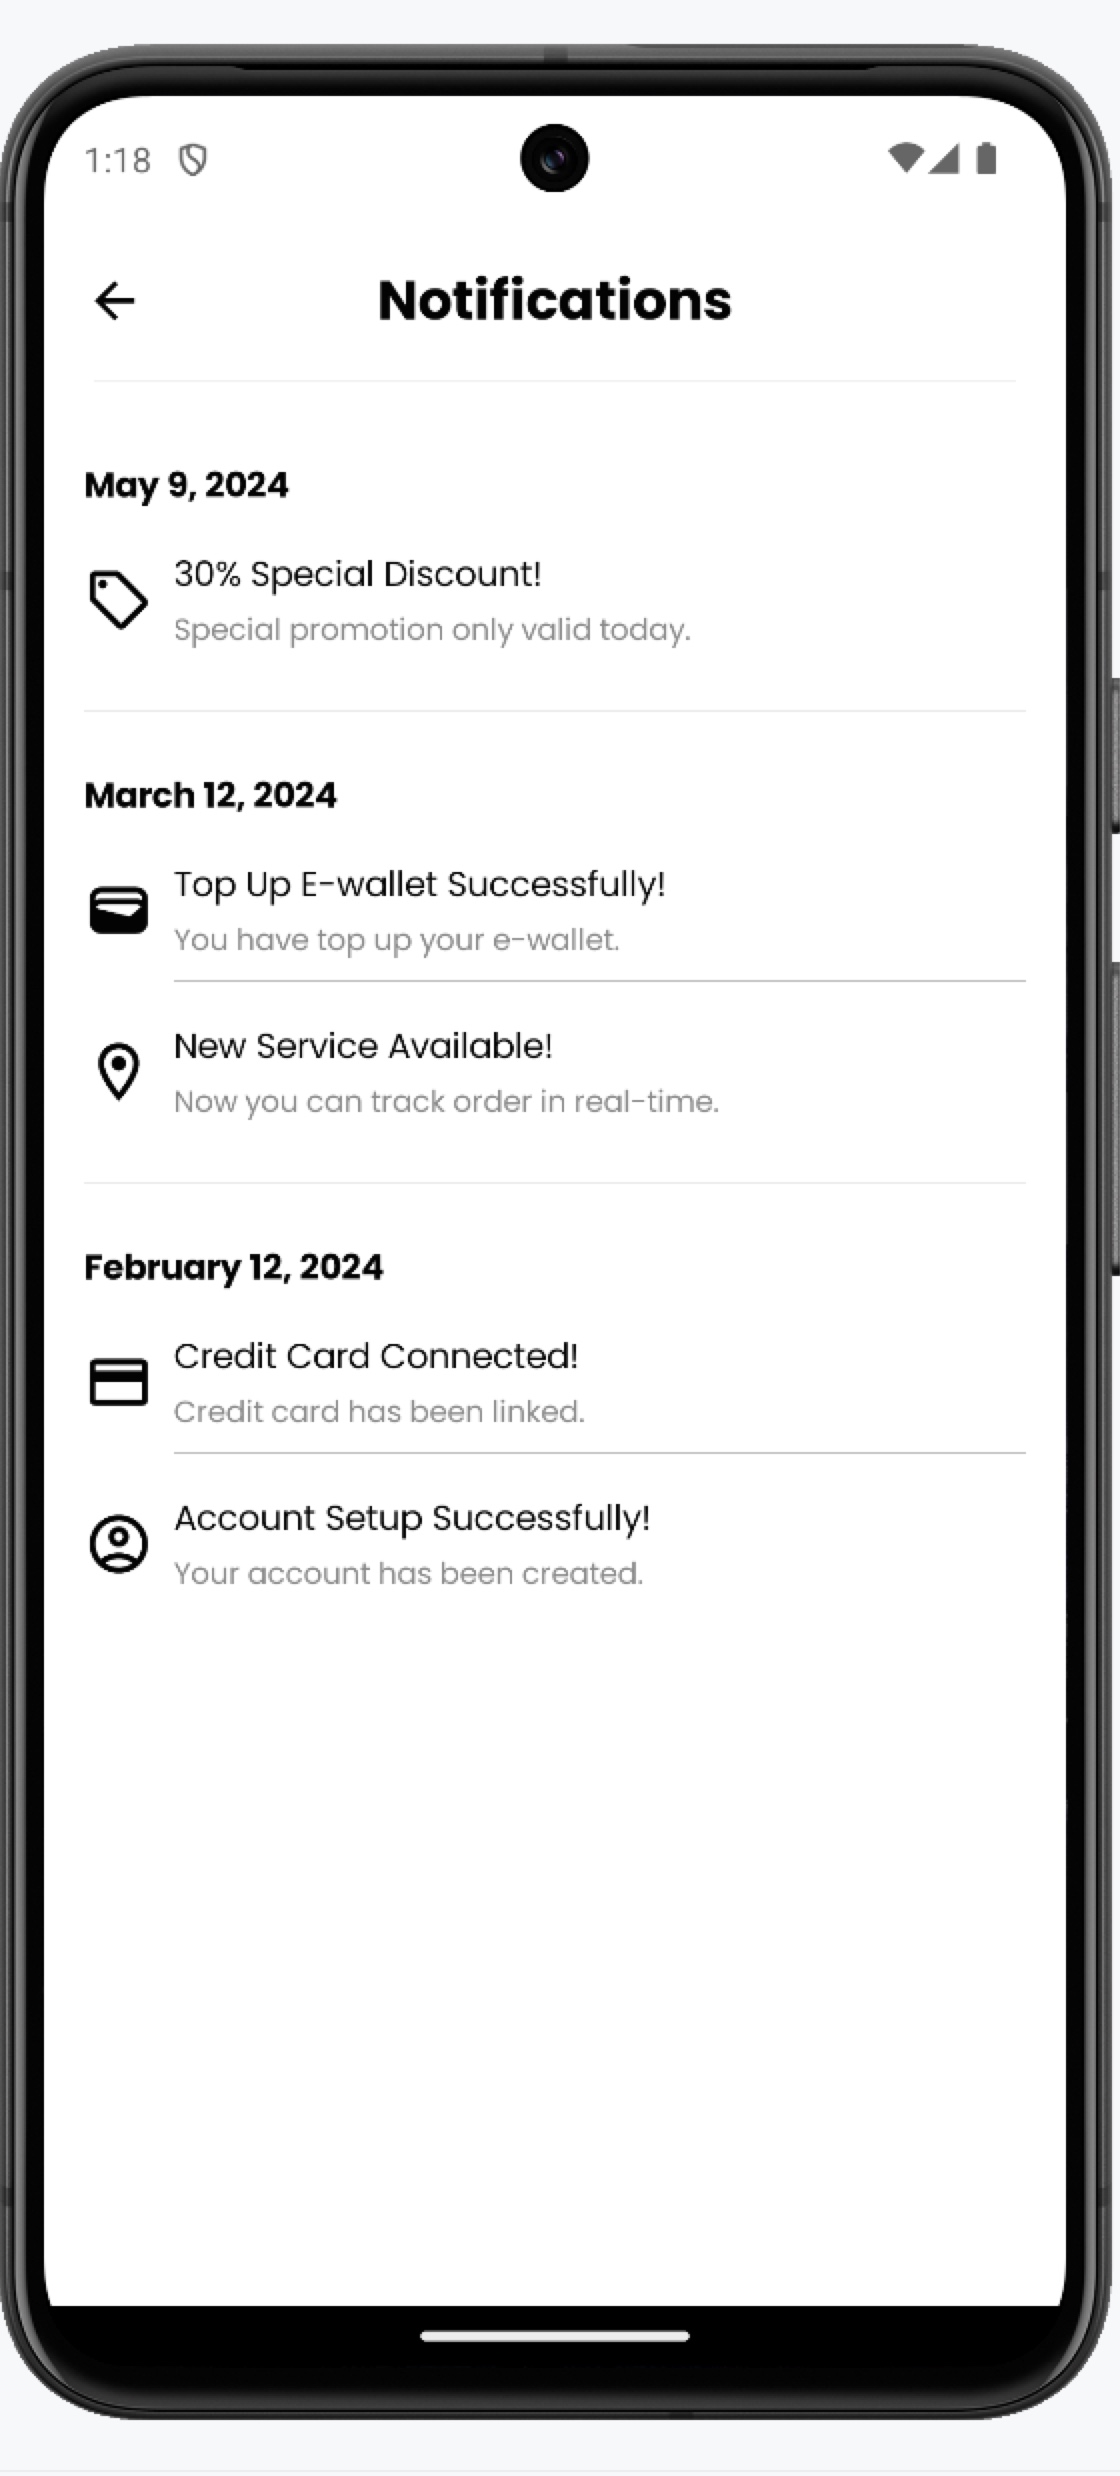 1:18
Notifications
May 9, 2024
30% Special Discount!
Special promotion only valid today.
March 12, 2024
Top Up E-wallet Successfully!
You have top up your e-wallet.
New Service Available!
Now you can track order in real-time.
February 12, 2024
Credit Card Connected!
Credit card has been linked.
Account Setup Successfully!
Your account has been created.